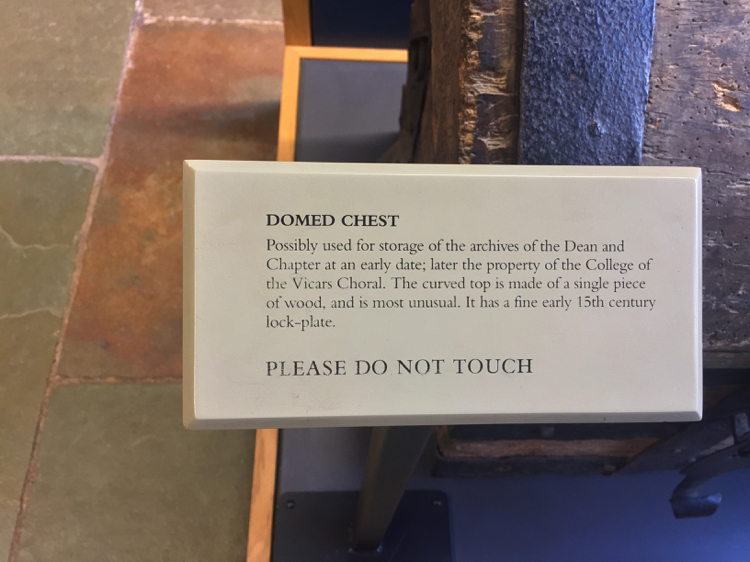 DOMED CHEST
Possibly used for storage of the archives of the Dean and
Chapter at an early date; later the property of the College of
the Vicars Choral. The curved top is made of a single piece
of wood, and is most unusual. It has a fine early 15th century
lock-plate.
PLEASE DO NOT TOUCH